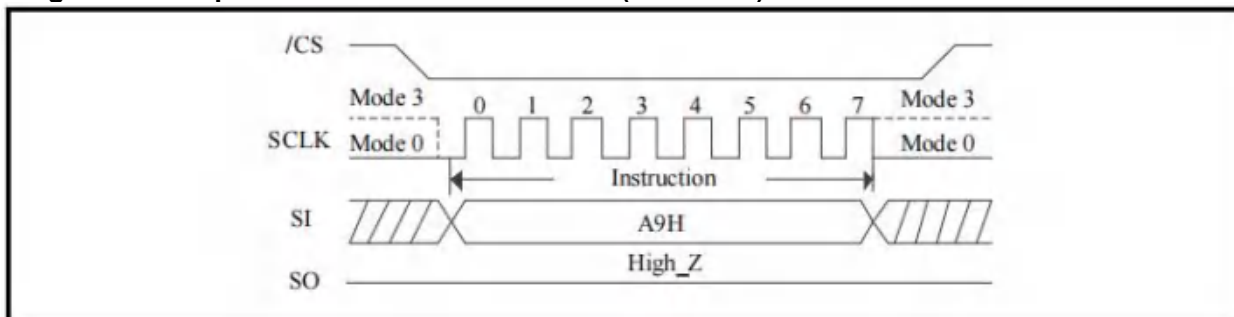 /CS
Mode 3 0 1 2 3 4 5 6 7 Mode 3
SCLK Mode 0 Mode 0
Instruction
SI A9H
High_Z
SO